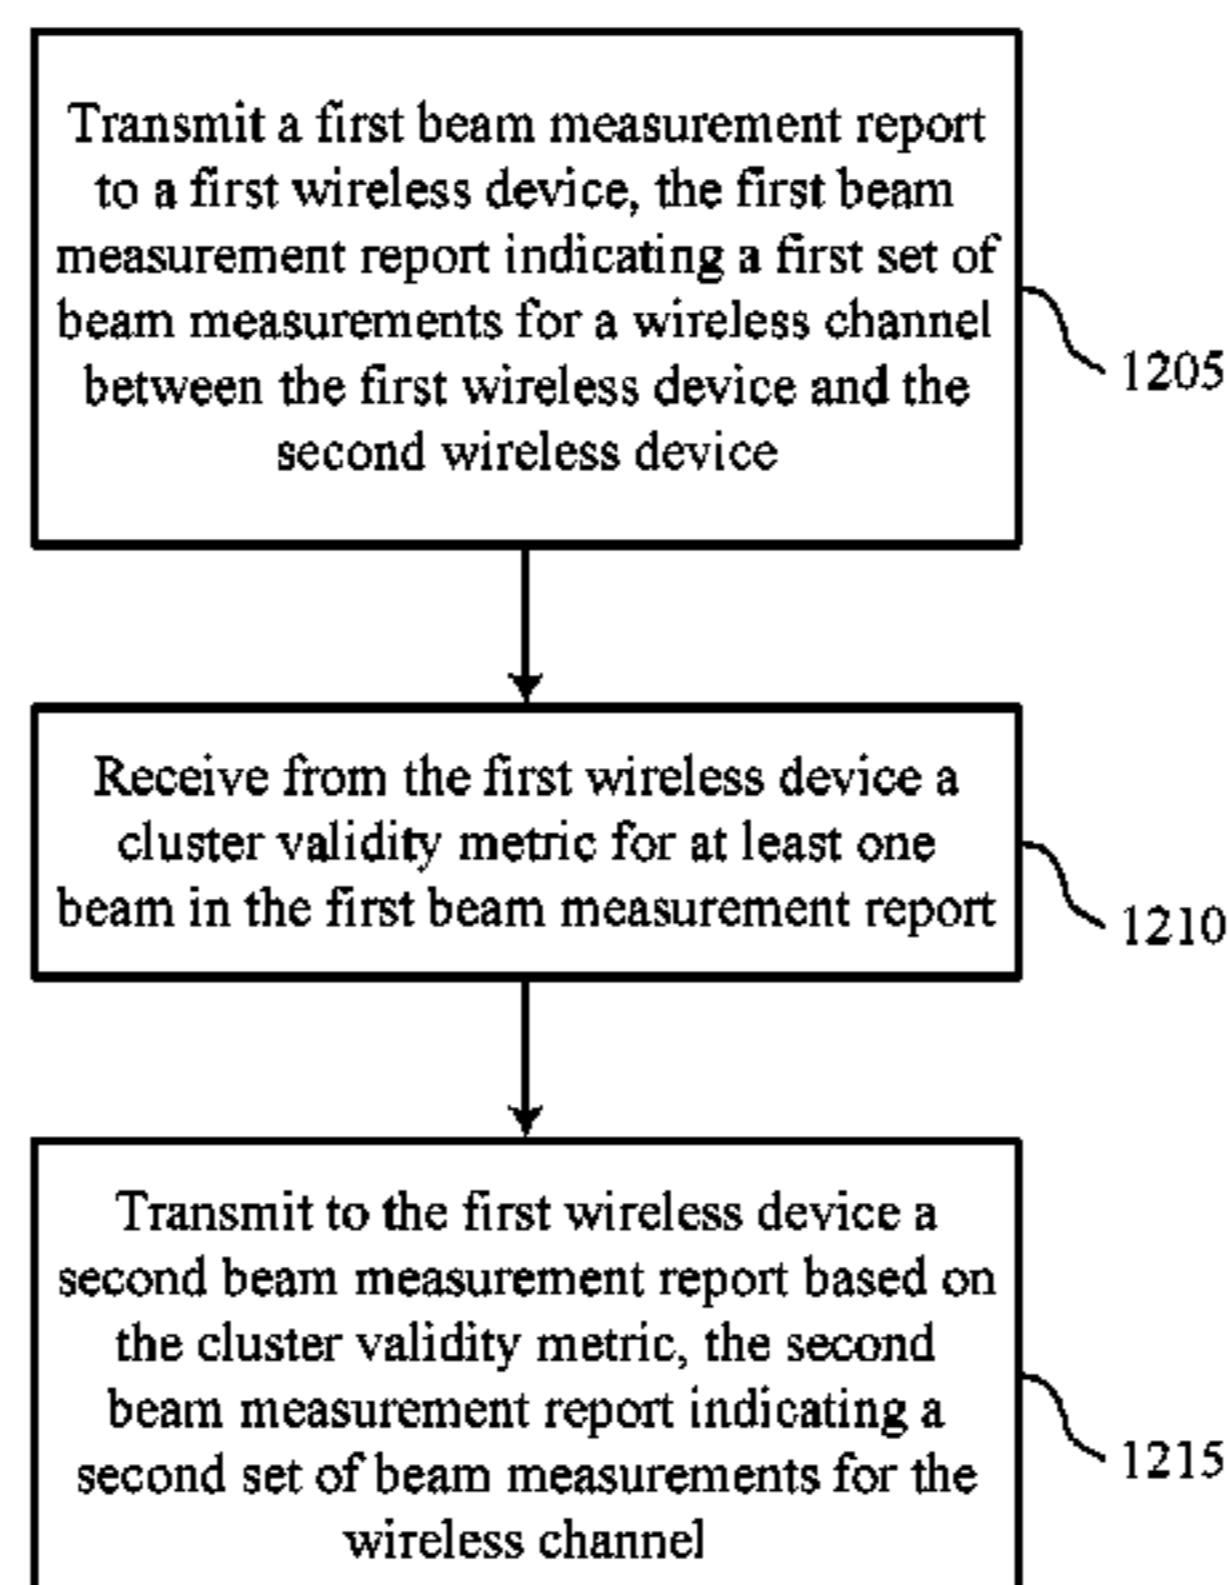 Transmit a first beam measurement report
to a first wireless device, the first beam
measurement report indicating a first set of
beam measurements for a wireless channel
between the first wireless device and the
second wireless device
1205
Receive from the first wireless device a
cluster validity metric for at least one
beam in the first beam measurement report
1210
Transmit to the first wireless device a
second beam measurement report based on
the cluster validity metric, the second
beam measurement report indicating a
second set of beam measurements for the
wireless channel
1215